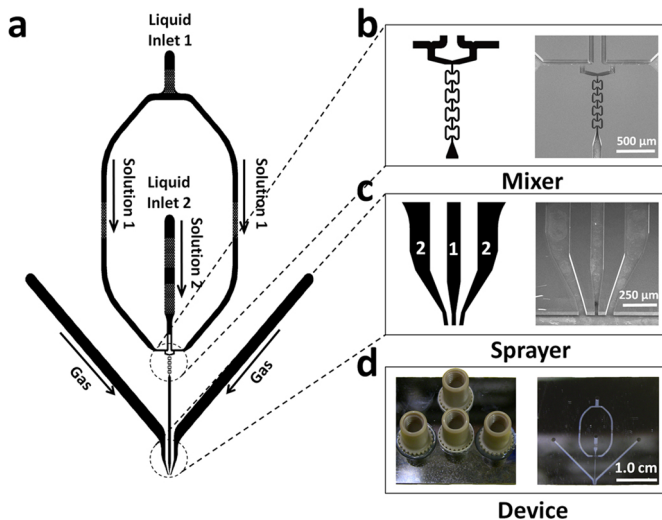 a
Liquid
Inlet 1
Solution 1
Solution 1
Liquid
Inlet 2
Solution 2
Gas
Gas
b
500 µm
Mixer
c
2
1
2
250 µm
Sprayer
d
1.0 cm
Device